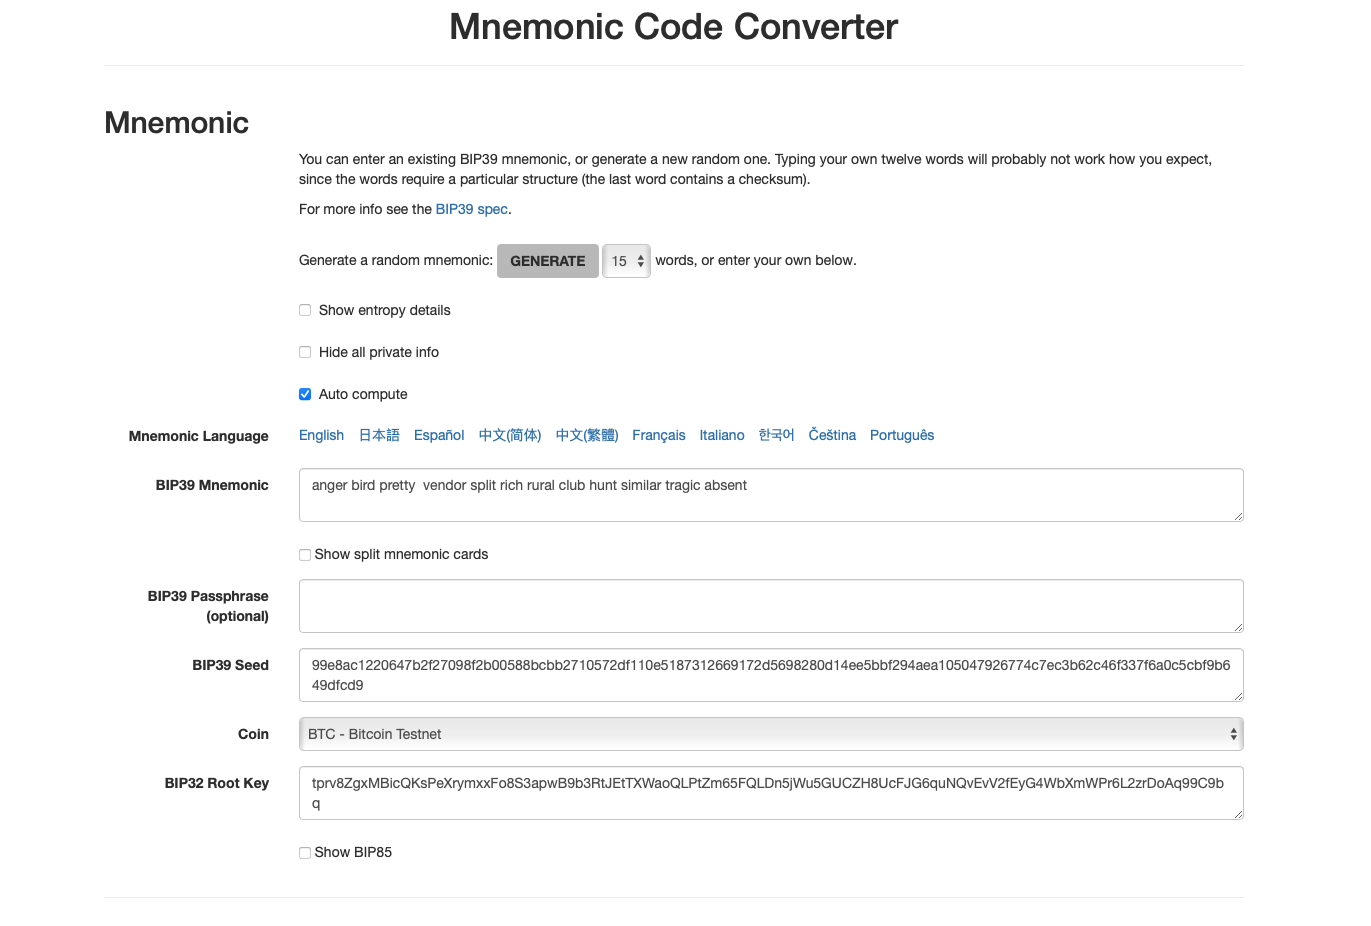 Mnemonic Code Converter
Mnemonic
You can enter an existing BIP39 mnemonic, or generate a new random one. Typing your own twelve words will probably not work how you expect,
since the words require a particular structure (the last word contains a checksum).
For more info see the BIP39 spec.
Generate a random mnemonic: GENERATE 15 words, or enter your own below.
Show entropy details
Hide all private info
Auto compute
Mnemonic Language English 日本語 Español 中文(简体) 中文(繁體) Français Italiano 한국어 Čeština Português
BIP39 Mnemonic anger bird pretty  vendor split rich rural club hunt similar tragic absent
Show split mnemonic cards
BIP39 Passphrase
(optional)
BIP39 Seed 99e8ac1220647b2f27098f2b00588bcbb2710572df110e5187312669172d5698280d14ee5bbf294aea105047926774c7ec3b62c46f337f6a0c5cbf9b6
49dfcd9
Coin BTC - Bitcoin Testnet
BIP32 Root Key tprv8ZgxMBicQKsPeXrymxxFo8S3apwB9b3RtJEtTXWaoQLPtZm65FQLDn5jWu5GUCZH8UcFJG6quNQvEvV2fEyG4WbXmWPr6L2zrDoAq99C9b
q
Show BIP85